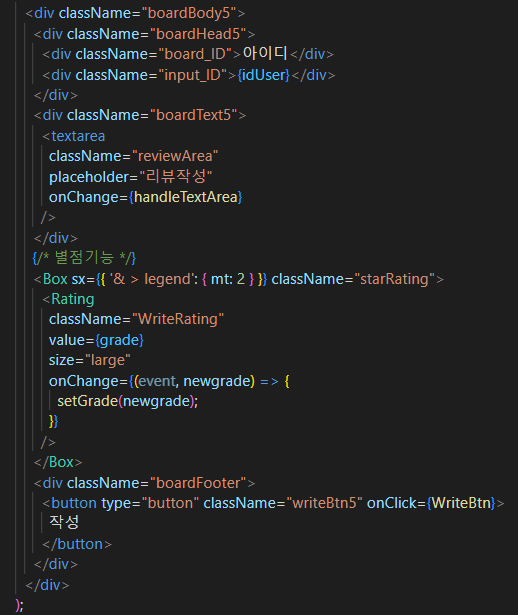 <div className="boardBody5">
<div className="boardHead5">
<div className="board_ID">아이디</div>
<div className="input_ID">{idUser}</div>
</div>
<div className="boardText5">
<textarea
className="reviewArea"
placeholder="리뷰작성"
onChange={handleTextArea}
/>
</div>
{/* 별점기능 */}
<Box sx={{ '& > legend': { mt: 2 } }} className="starRating">
<Rating
className="WriteRating"
value={grade}
size="large"
onChange={(event, newgrade) => {
setGrade(newgrade);
}}
/>
</Box>
<div className="boardFooter">
<button type="button" className="writeBtn5" onClick={WriteBtn}>
작성
</button>
</div>
</div>
);